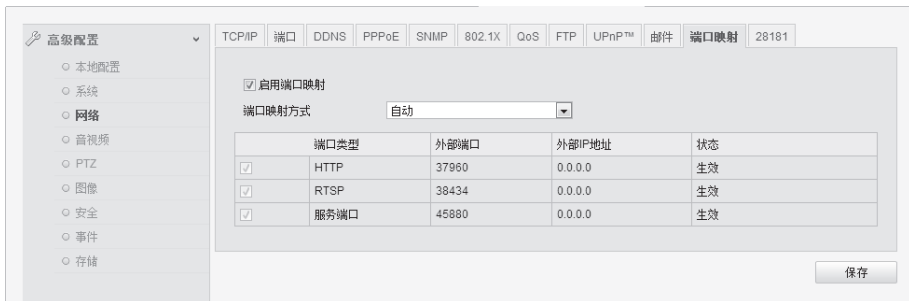 高级配置
本地配置
系统
网络
音视频
PTZ
图像
安全
事件
存储
TCP/IP 端口 DDNS PPPoE SNMP 802.1X QoS FTP UPnP™ 邮件 端口映射 28181
启用端口映射
端口映射方式 自动
端口类型 外部端口 外部IP地址 状态
HTTP 37960 0.0.0.0 生效
RTSP 38434 0.0.0.0 生效
服务端口 45880 0.0.0.0 生效
保存